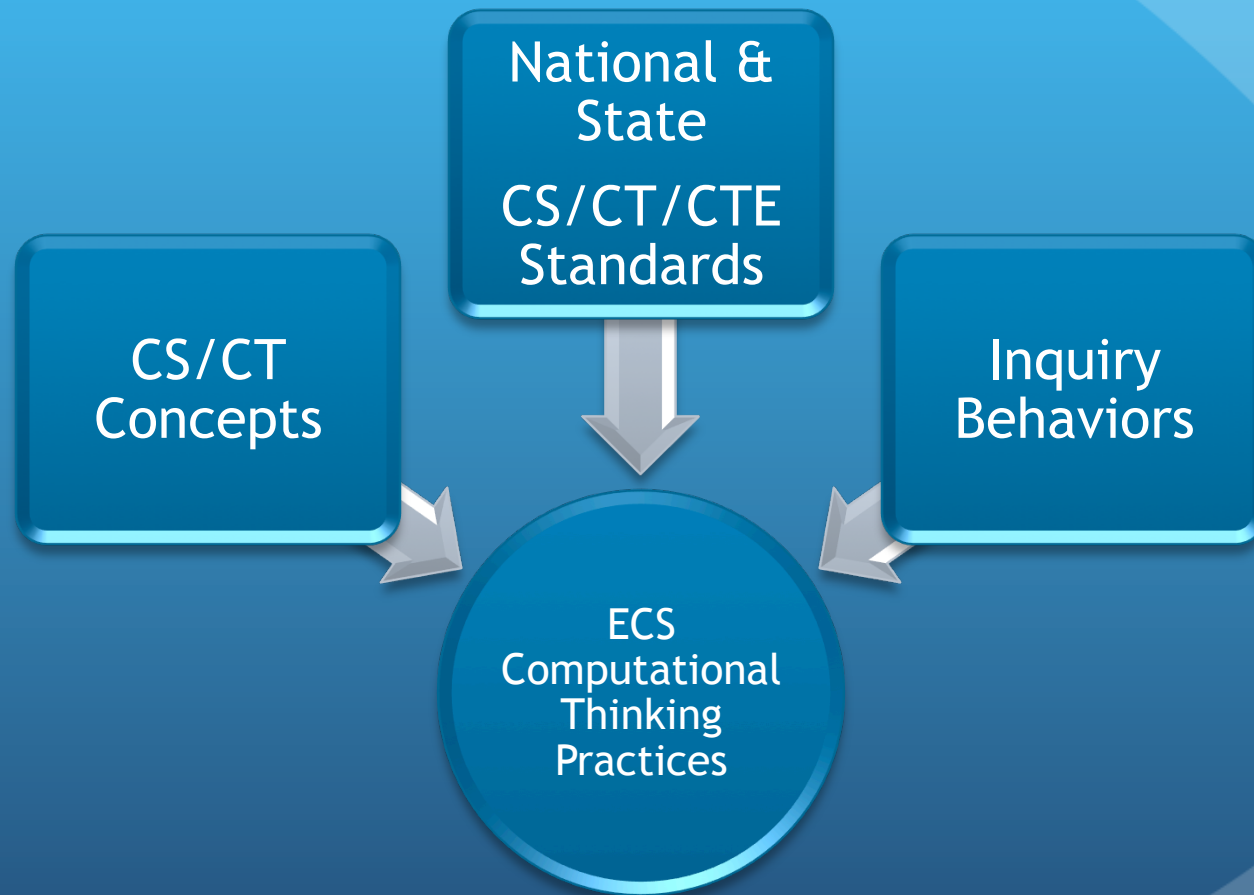 CS/CT
Concepts
National &
State
CS/CT/CTE
Standards
Inquiry
Behaviors
ECS
Computational
Thinking
Practices